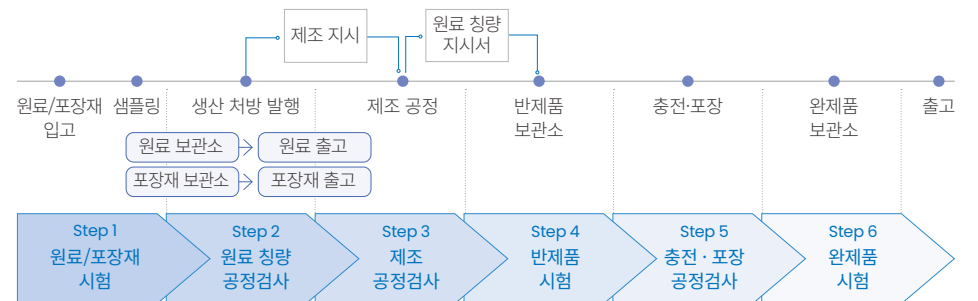 제조 지시
원료 칭량
지시서
원료/포장재
입고
샘플링
생산 처방 발행
제조 공정
반제품
보관소
충전·포장
완제품
보관소
출고
원료 보관소
원료 출고
포장재 보관소
포장재 출고
Step 1
원료/포장재
시험
Step 2
원료 칭량
공정검사
Step 3
제조
공정검사
Step 4
반제품
시험
Step 5
충전 · 포장
공정검사
Step 6
완제품
시험